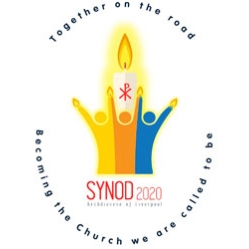 Together on the road
SYNOD 2020
Archdiocese of Liverpool
Becoming the Church we are called to be